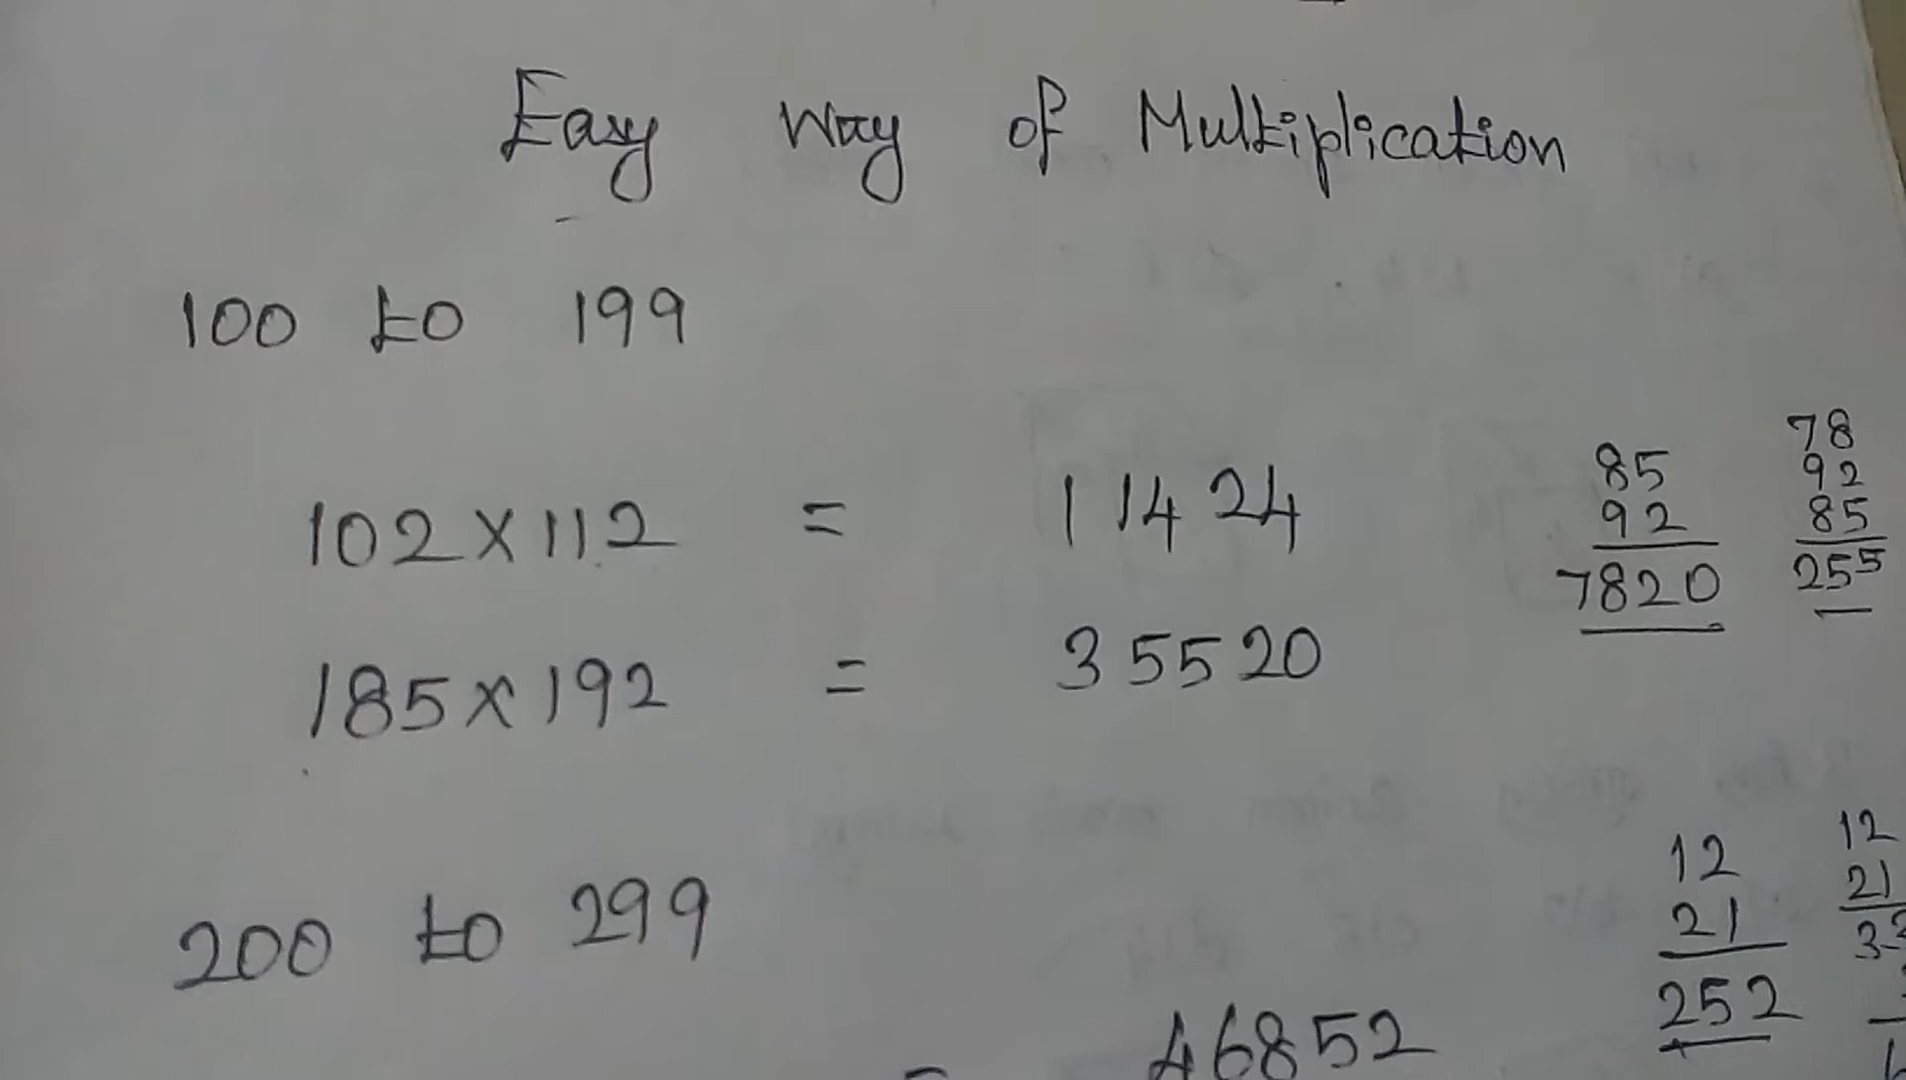 Easy Way of Multiplication
100 to 199
102 x 112 = 11424
85
92
7820
78
92
85
255
185 x 192 = 35520
200 to 299
12
21
252
12
21
= 46852